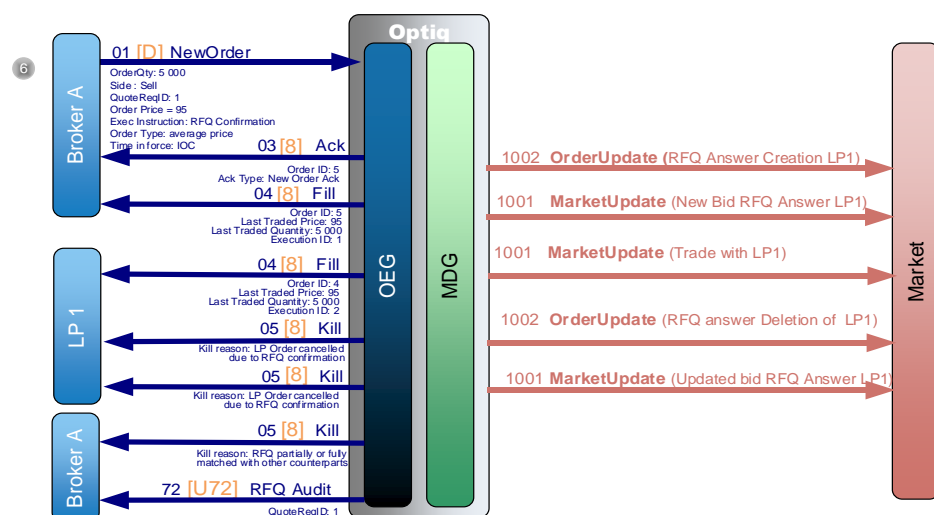 Optiq
6
Broker A
01 [D] NewOrder
OrderQty: 5 000
Side : Sell
QuoteReqID: 1
Order Price = 95
Exec Instruction: RFQ Confirmation
Order Type: average price
Time in force: IOC
03 [8] Ack
Order ID: 5
Ack Type: New Order Ack
04 [8] Fill
Order ID: 5
Last Traded Price: 95
Last Traded Quantity: 5 000
Execution ID: 1
LP 1
04 [8] Fill
Order ID: 4
Last Traded Price: 95
Last Traded Quantity: 5 000
Execution ID: 2
05 [8] Kill
Kill reason: LP Order cancelled
due to RFQ confirmation
05 [8] Kill
Kill reason: LP Order cancelled
due to RFQ confirmation
Broker A
05 [8] Kill
Kill reason: RFQ partially or fully
matched with other counterparts
72 [U72] RFQ Audit
QuoteReqID: 1
OEG
MDG
1002 OrderUpdate (RFQ Answer Creation LP1)
1001 MarketUpdate (New Bid RFQ Answer LP1)
1001 MarketUpdate (Trade with LP1)
1002 OrderUpdate (RFQ answer Deletion of LP1)
1001 MarketUpdate (Updated bid RFQ Answer LP1)
Market